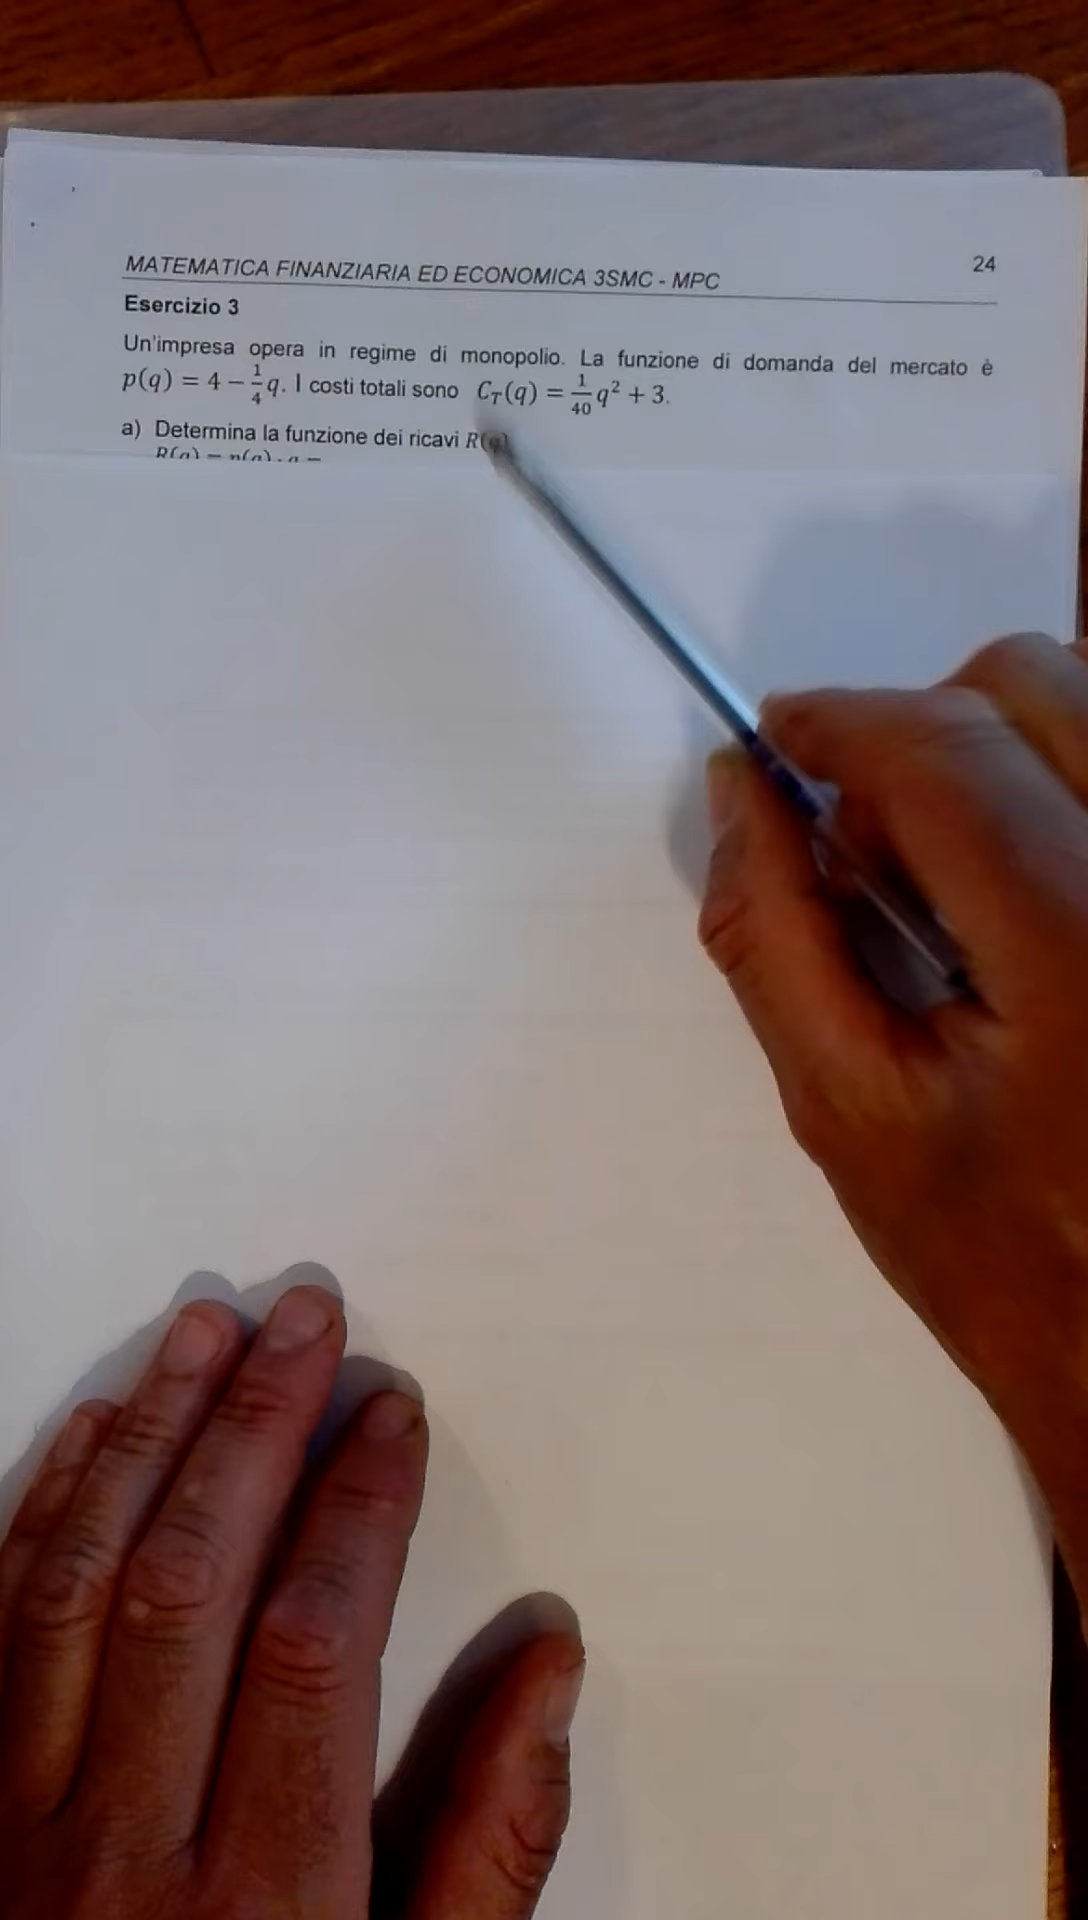 MATEMATICA FINANZIARIA ED ECONOMICA 3SMC - MPC 24
Esercizio 3
Un'impresa opera in regime di monopolio. La funzione di domanda del mercato è
p(q) = 4 − 1/4 q. I costi totali sono C_T(q) = 1/40 q² + 3.
a) Determina la funzione dei ricavi R(q)
R(q) = p(q) · q =